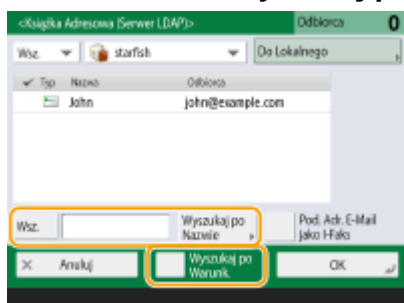 <Książka Adresowa (Serwer LDAP)> Odbiorca 0
Wsz. starfish Do Lokalnego
Typ Nazwa Odbiorca
John john@example.com
Wsz. Wyszukaj po Nazwie Pod. Adr. E-Mail jako I-Faks
Anuluj Wyszukaj po Warunk. OK